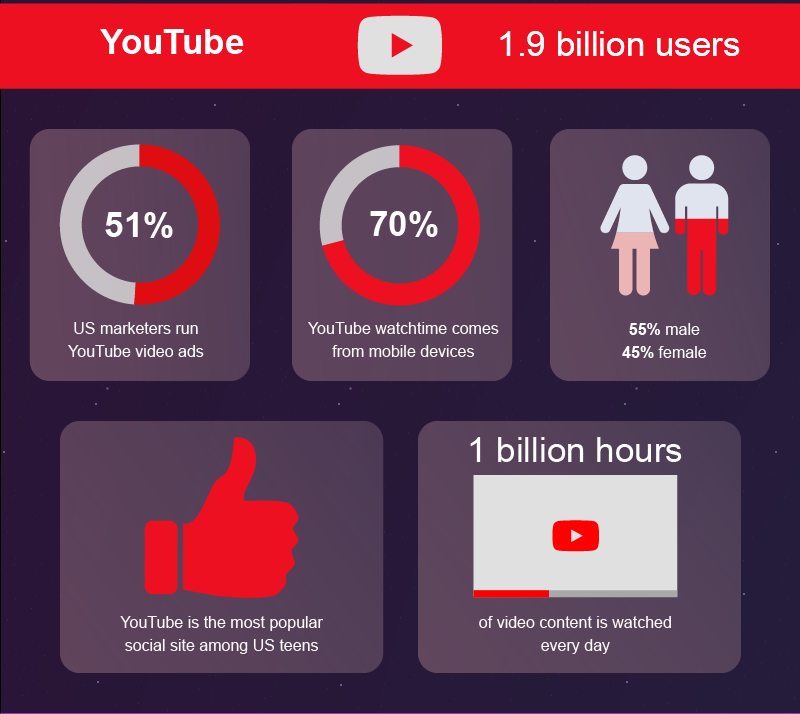 YouTube
1.9 billion users
51%
US marketers run
YouTube video ads
70%
YouTube watchtime comes
from mobile devices
55% male
45% female
YouTube is the most popular
social site among US teens
1 billion hours
of video content is watched
every day